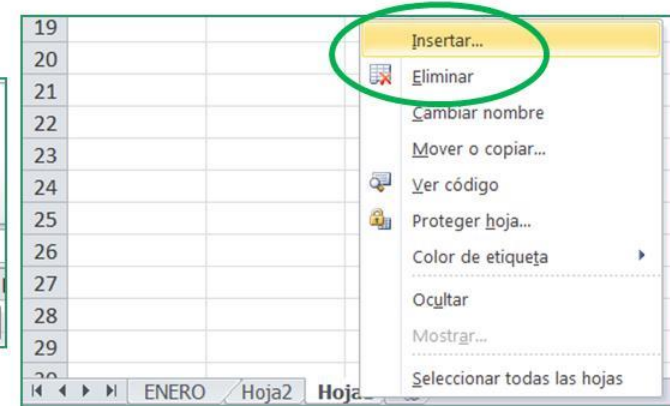 19
20
21
22
23
24
25
26
27
28
29
Insertar...
Eliminar
Cambiar nombre
Mover o copiar...
Ver código
Proteger hoja...
Color de etiqueta
Ocultar
Mostrar...
Seleccionar todas las hojas
ENERO Hoja2